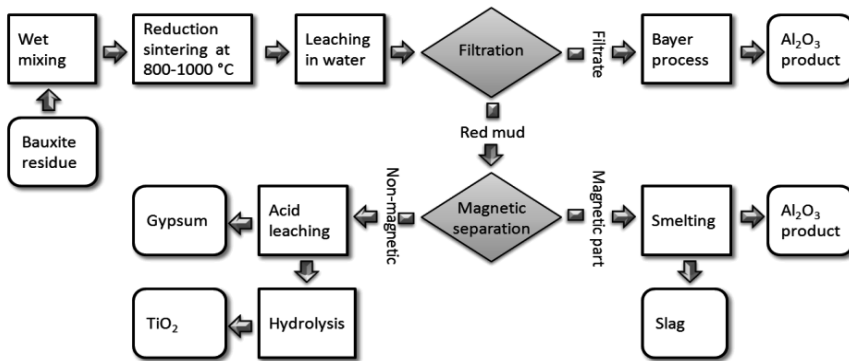 Wet
mixing
Reduction
sintering at
800-1000 °C
Leaching
in water
Filtration
Filtrate
Bayer
process
Al₂O₃
product
Bauxite
residue
Red mud
Gypsum
Acid
leaching
Non-magnetic
Magnetic
separation
Magnetic part
Smelting
Al₂O₃
product
TiO₂
Hydrolysis
Slag